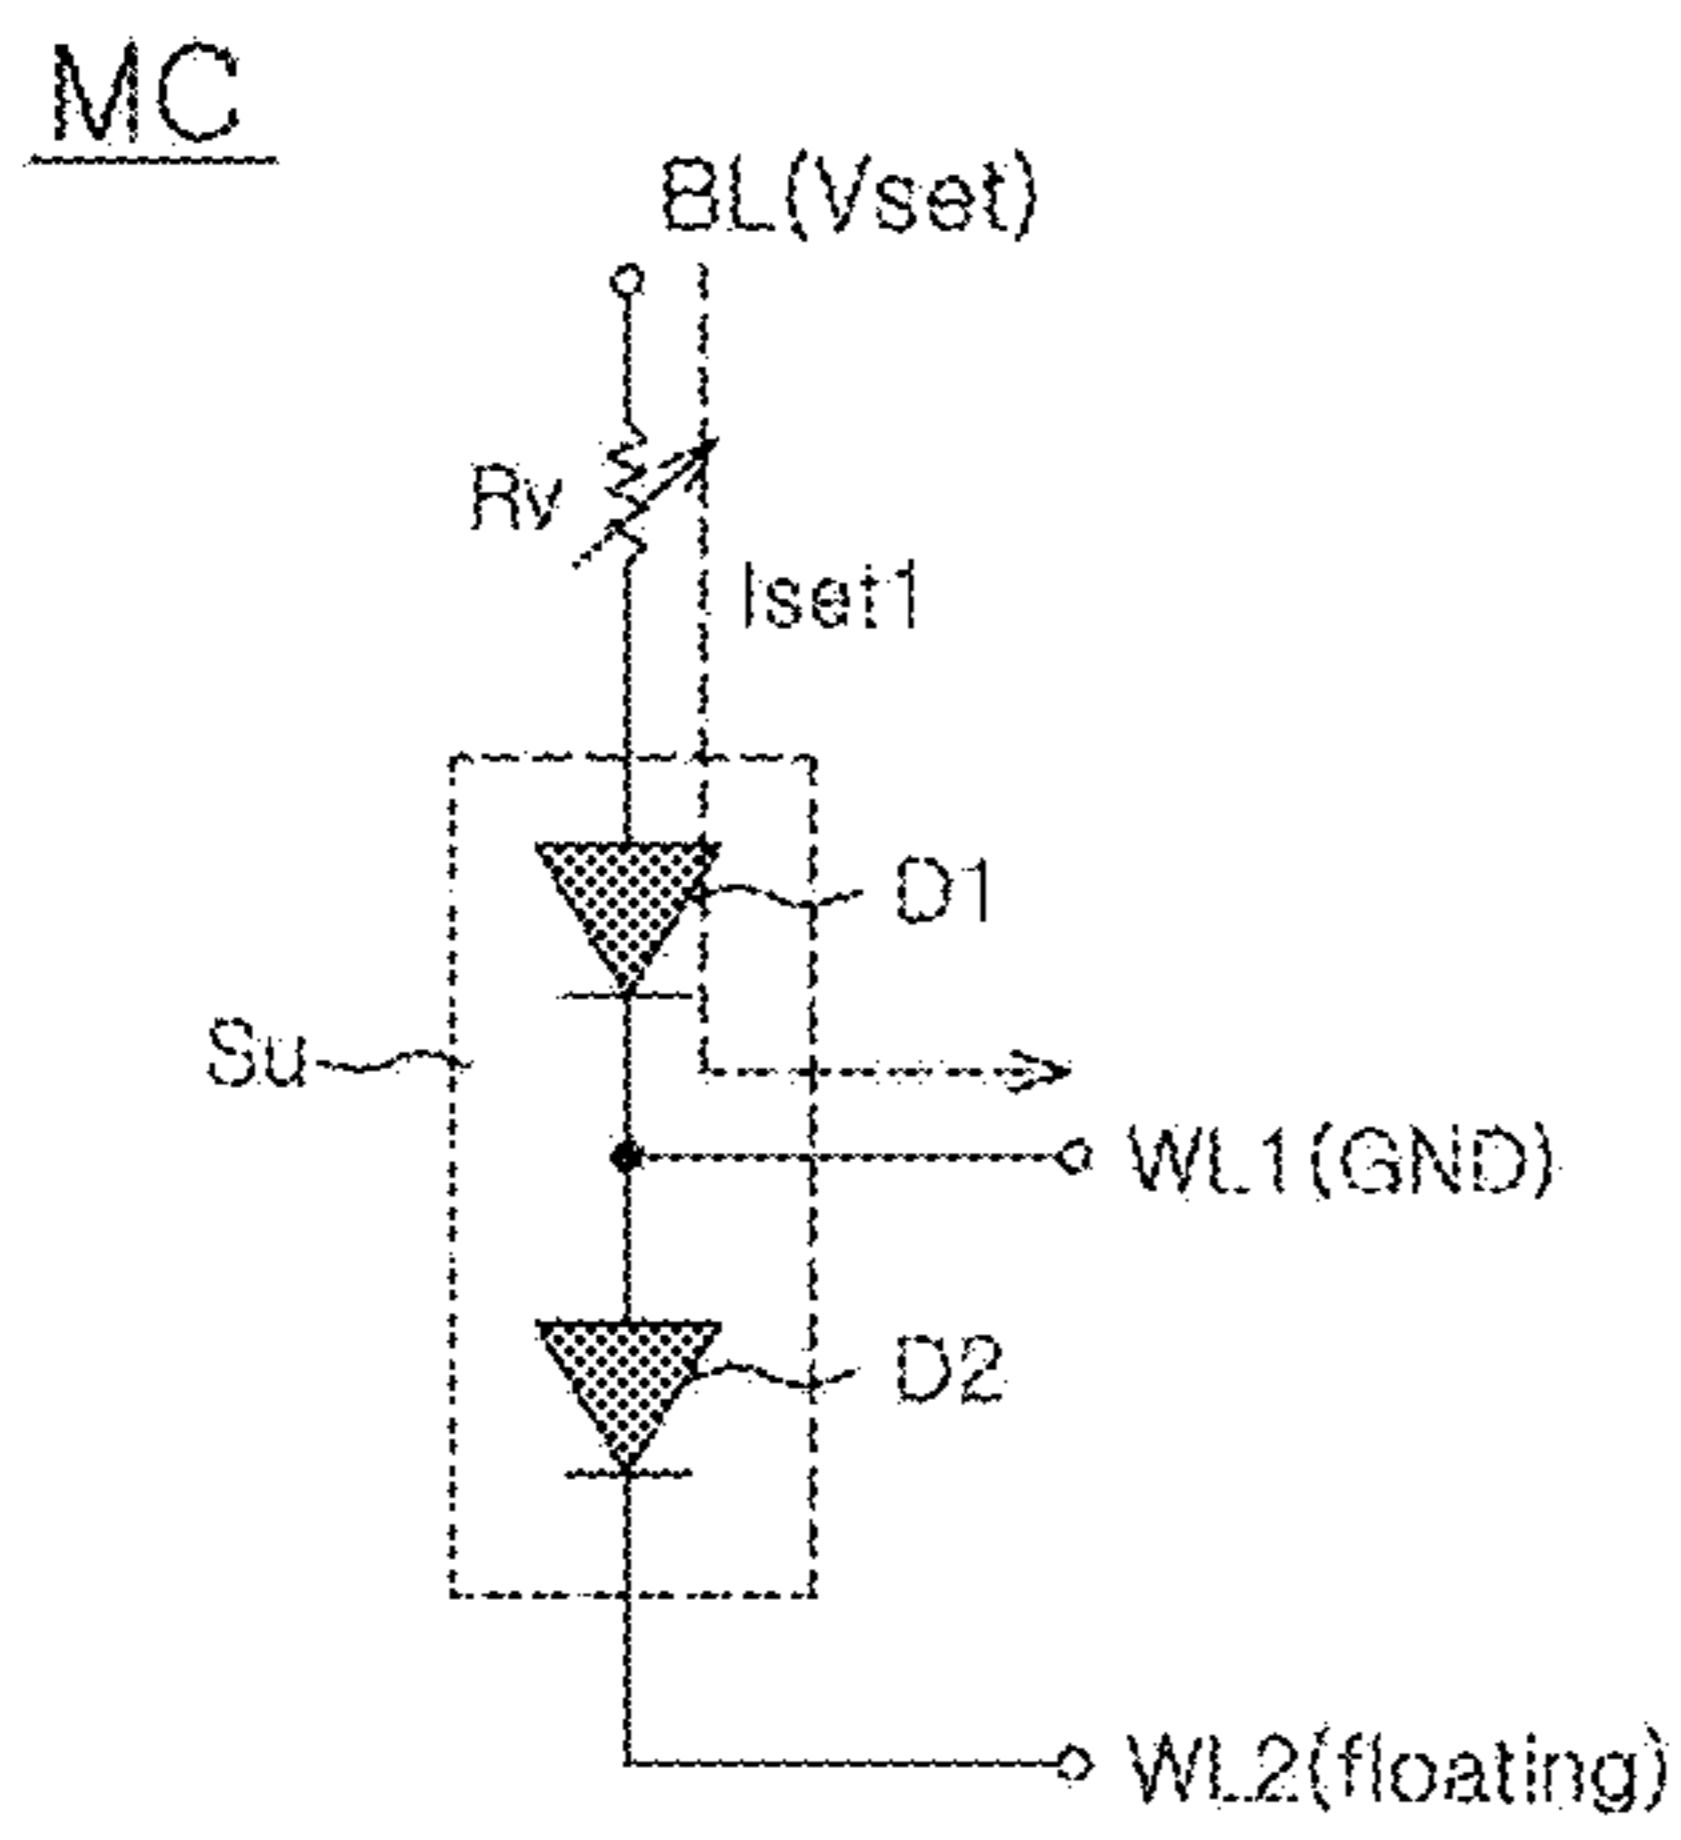 MC
BL(Vset)
Rv
Iset1
D1
Su
WL1(GND)
D2
WL2(floating)